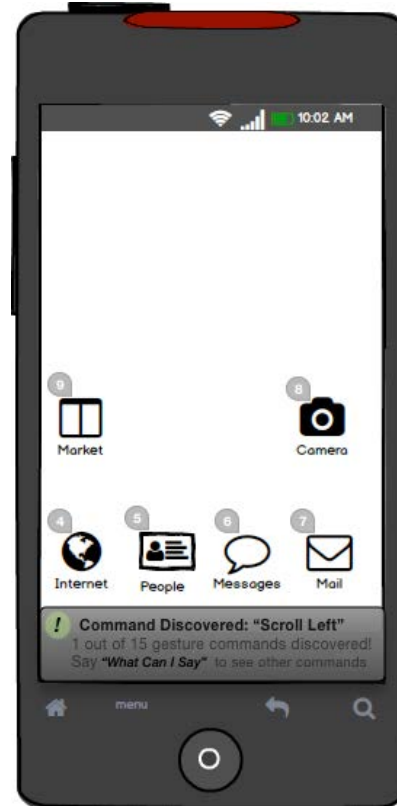 10:02 AM
9
8
Market
Camera
4
5
6
7
Internet
People
Messages
Mail
! Command Discovered: “Scroll Left”
1 out of 15 gesture commands discovered!
Say “What Can I Say” to see other commands
menu